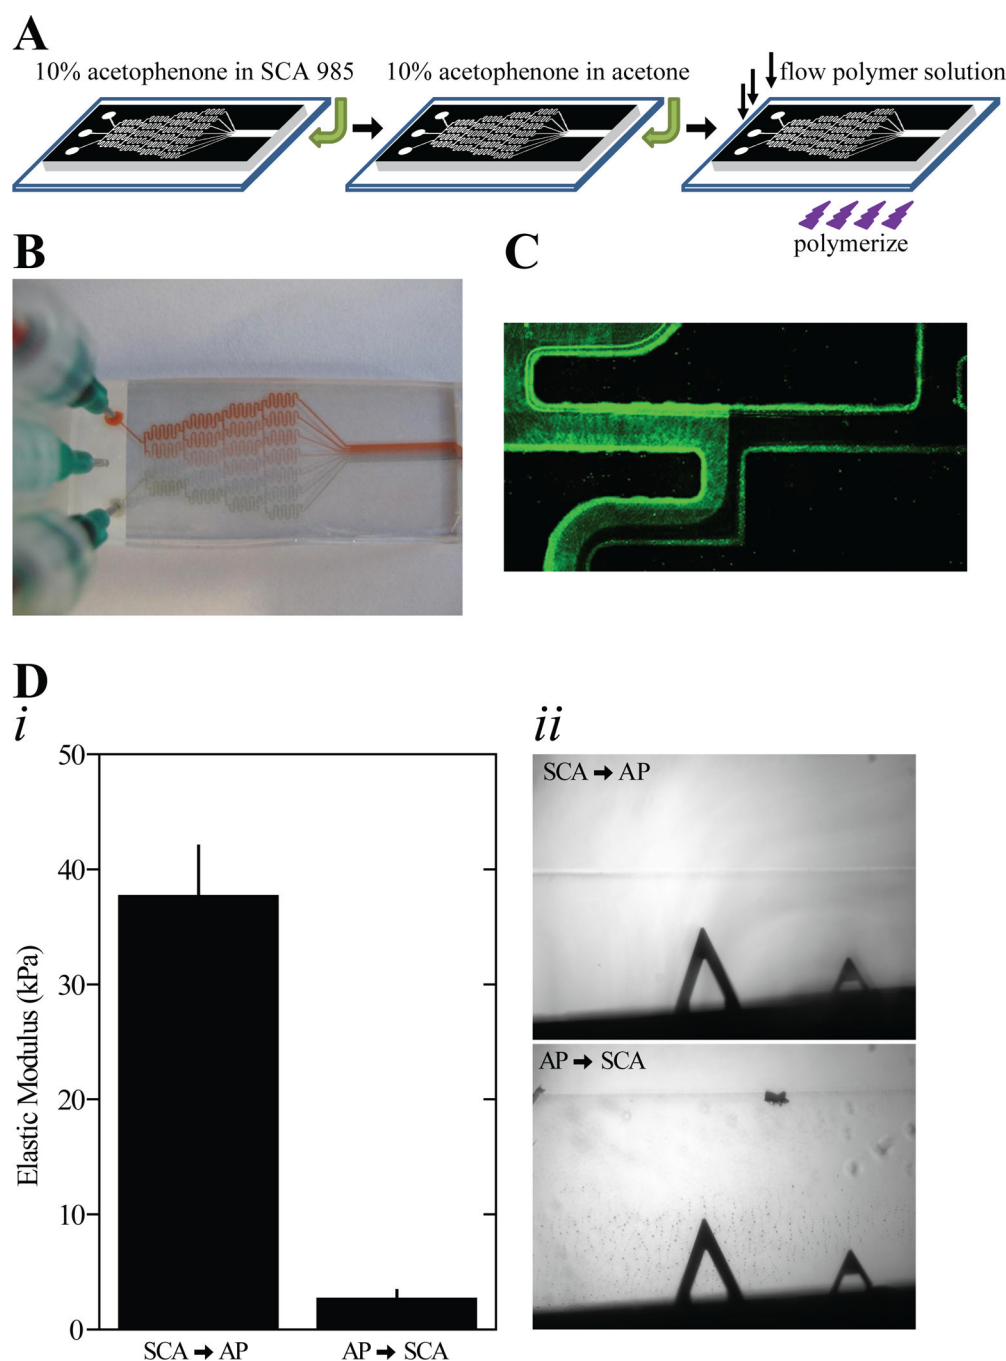 A
10% acetophenone in SCA 985
10% acetophenone in acetone
flow polymer solution
polymerize
B
C
D
i
ii
50
40
30
20
10
0
Elastic Modulus (kPa)
SCA → AP
AP → SCA
SCA → AP
AP → SCA